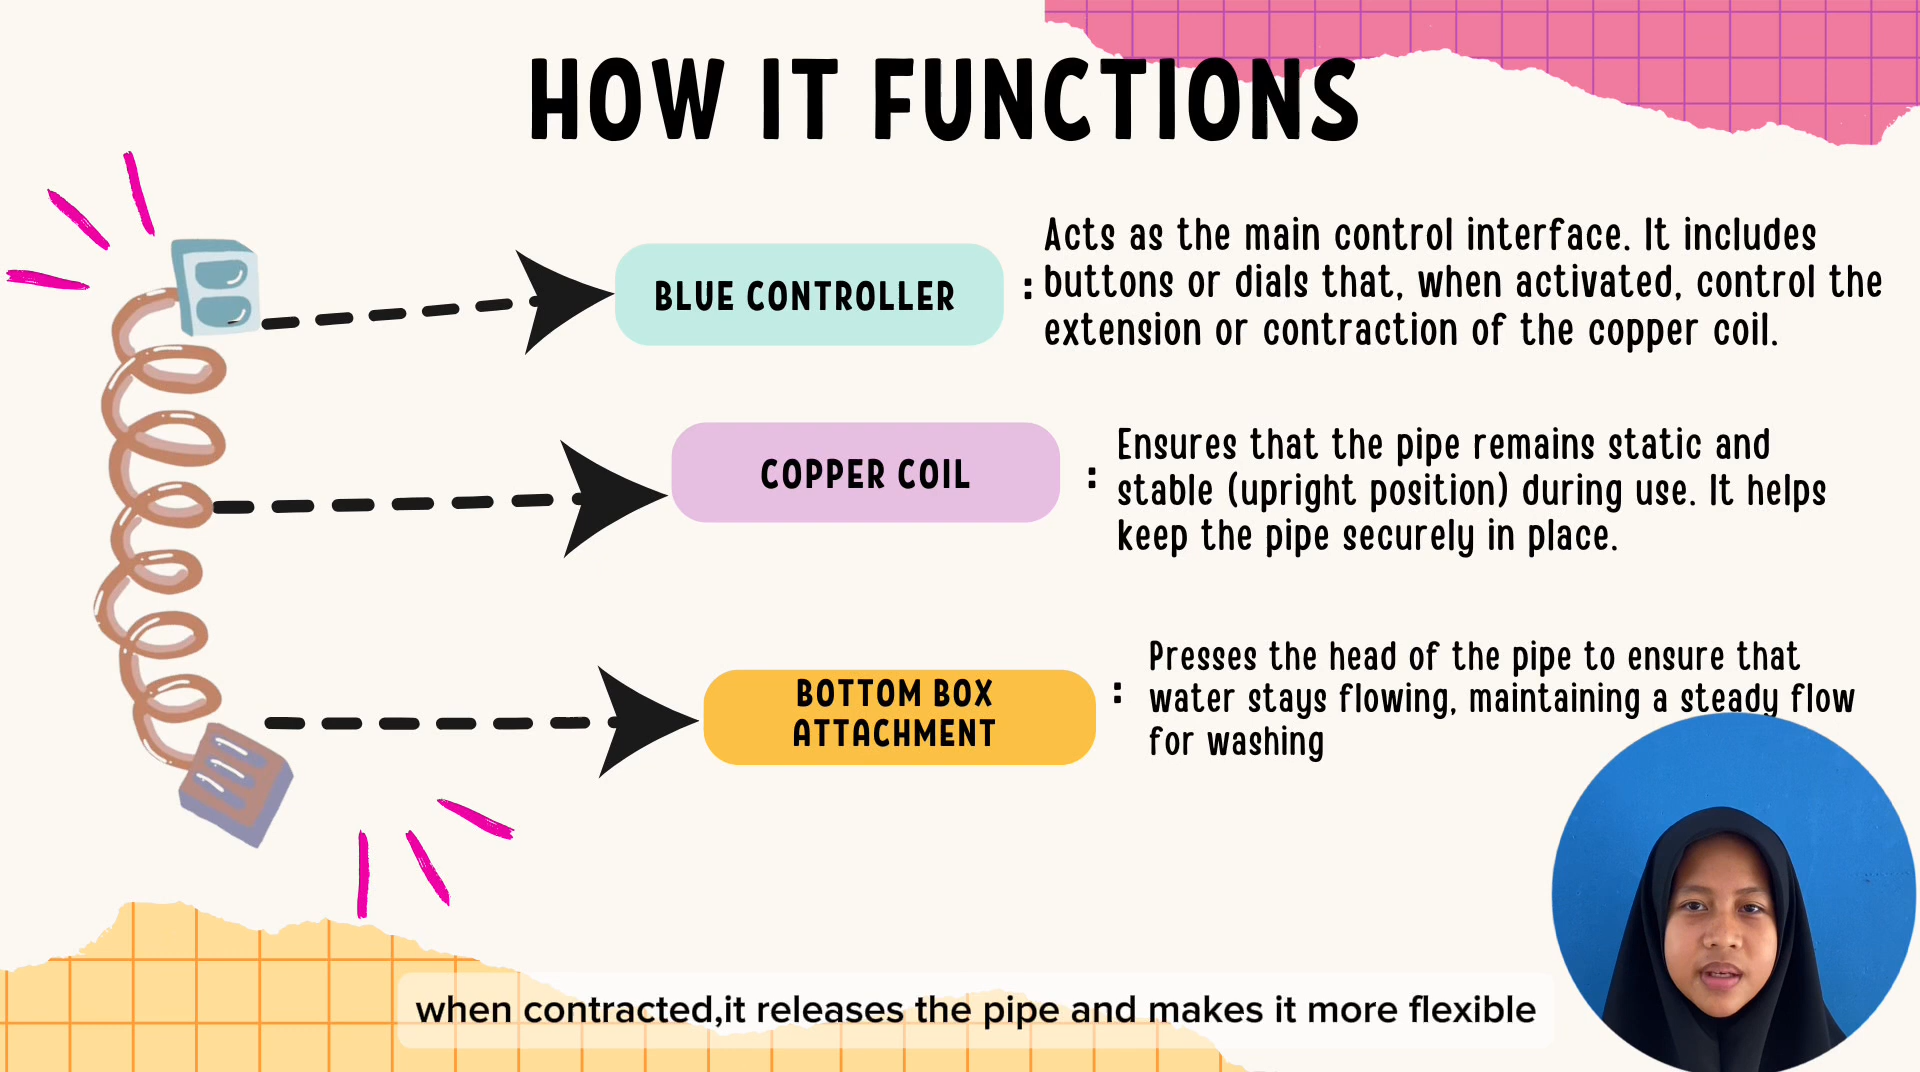 HOW IT FUNCTIONS
BLUE CONTROLLER
: Acts as the main control interface. It includes
buttons or dials that, when activated, control the
extension or contraction of the copper coil.
COPPER COIL
: Ensures that the pipe remains static and
stable (upright position) during use. It helps
keep the pipe securely in place.
BOTTOM BOX
ATTACHMENT
: Presses the head of the pipe to ensure that
water stays flowing, maintaining a steady flow
for washing
when contracted,it releases the pipe and makes it more flexible